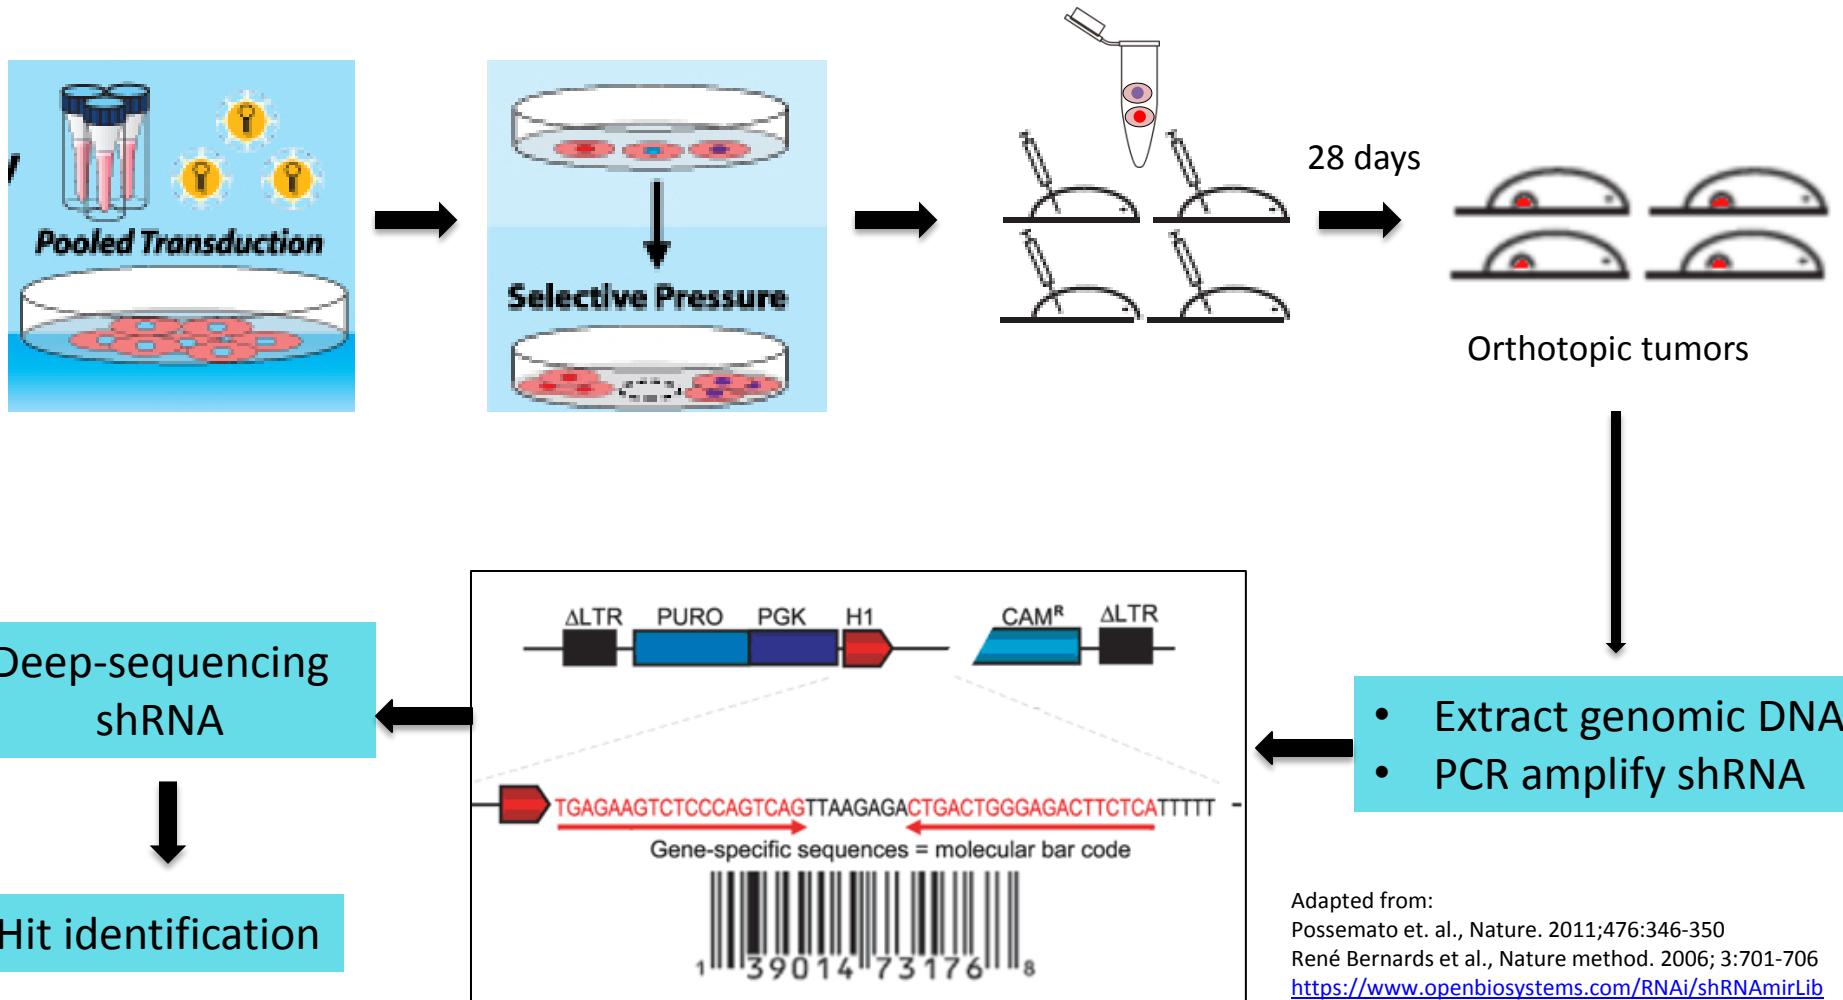 Pooled Transduction
Selective Pressure
28 days
Orthotopic tumors
ΔLTR PURO PGK H1 CAMᴿ ΔLTR
TGAGAAGTCTCCCAGTCAGTTAAGAGACTGACTGGGAGACTTCTCATTTTT
Gene-specific sequences = molecular bar code
1 39014 73176 8
• Extract genomic DNA
• PCR amplify shRNA
Deep-sequencing
shRNA
Hit identification
Adapted from:
Possemato et. al., Nature. 2011;476:346-350
René Bernards et al., Nature method. 2006; 3:701-706
https://www.openbiosystems.com/RNAi/shRNAmirLib